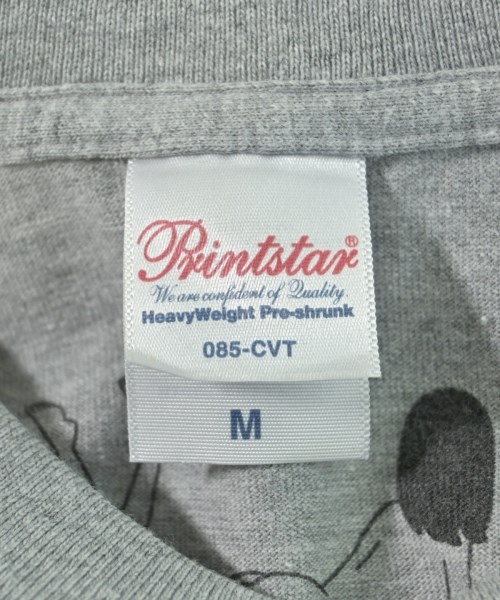 Printstar®
We are confident of Quality.
HeavyWeight Pre-shrunk
085-CVT
M